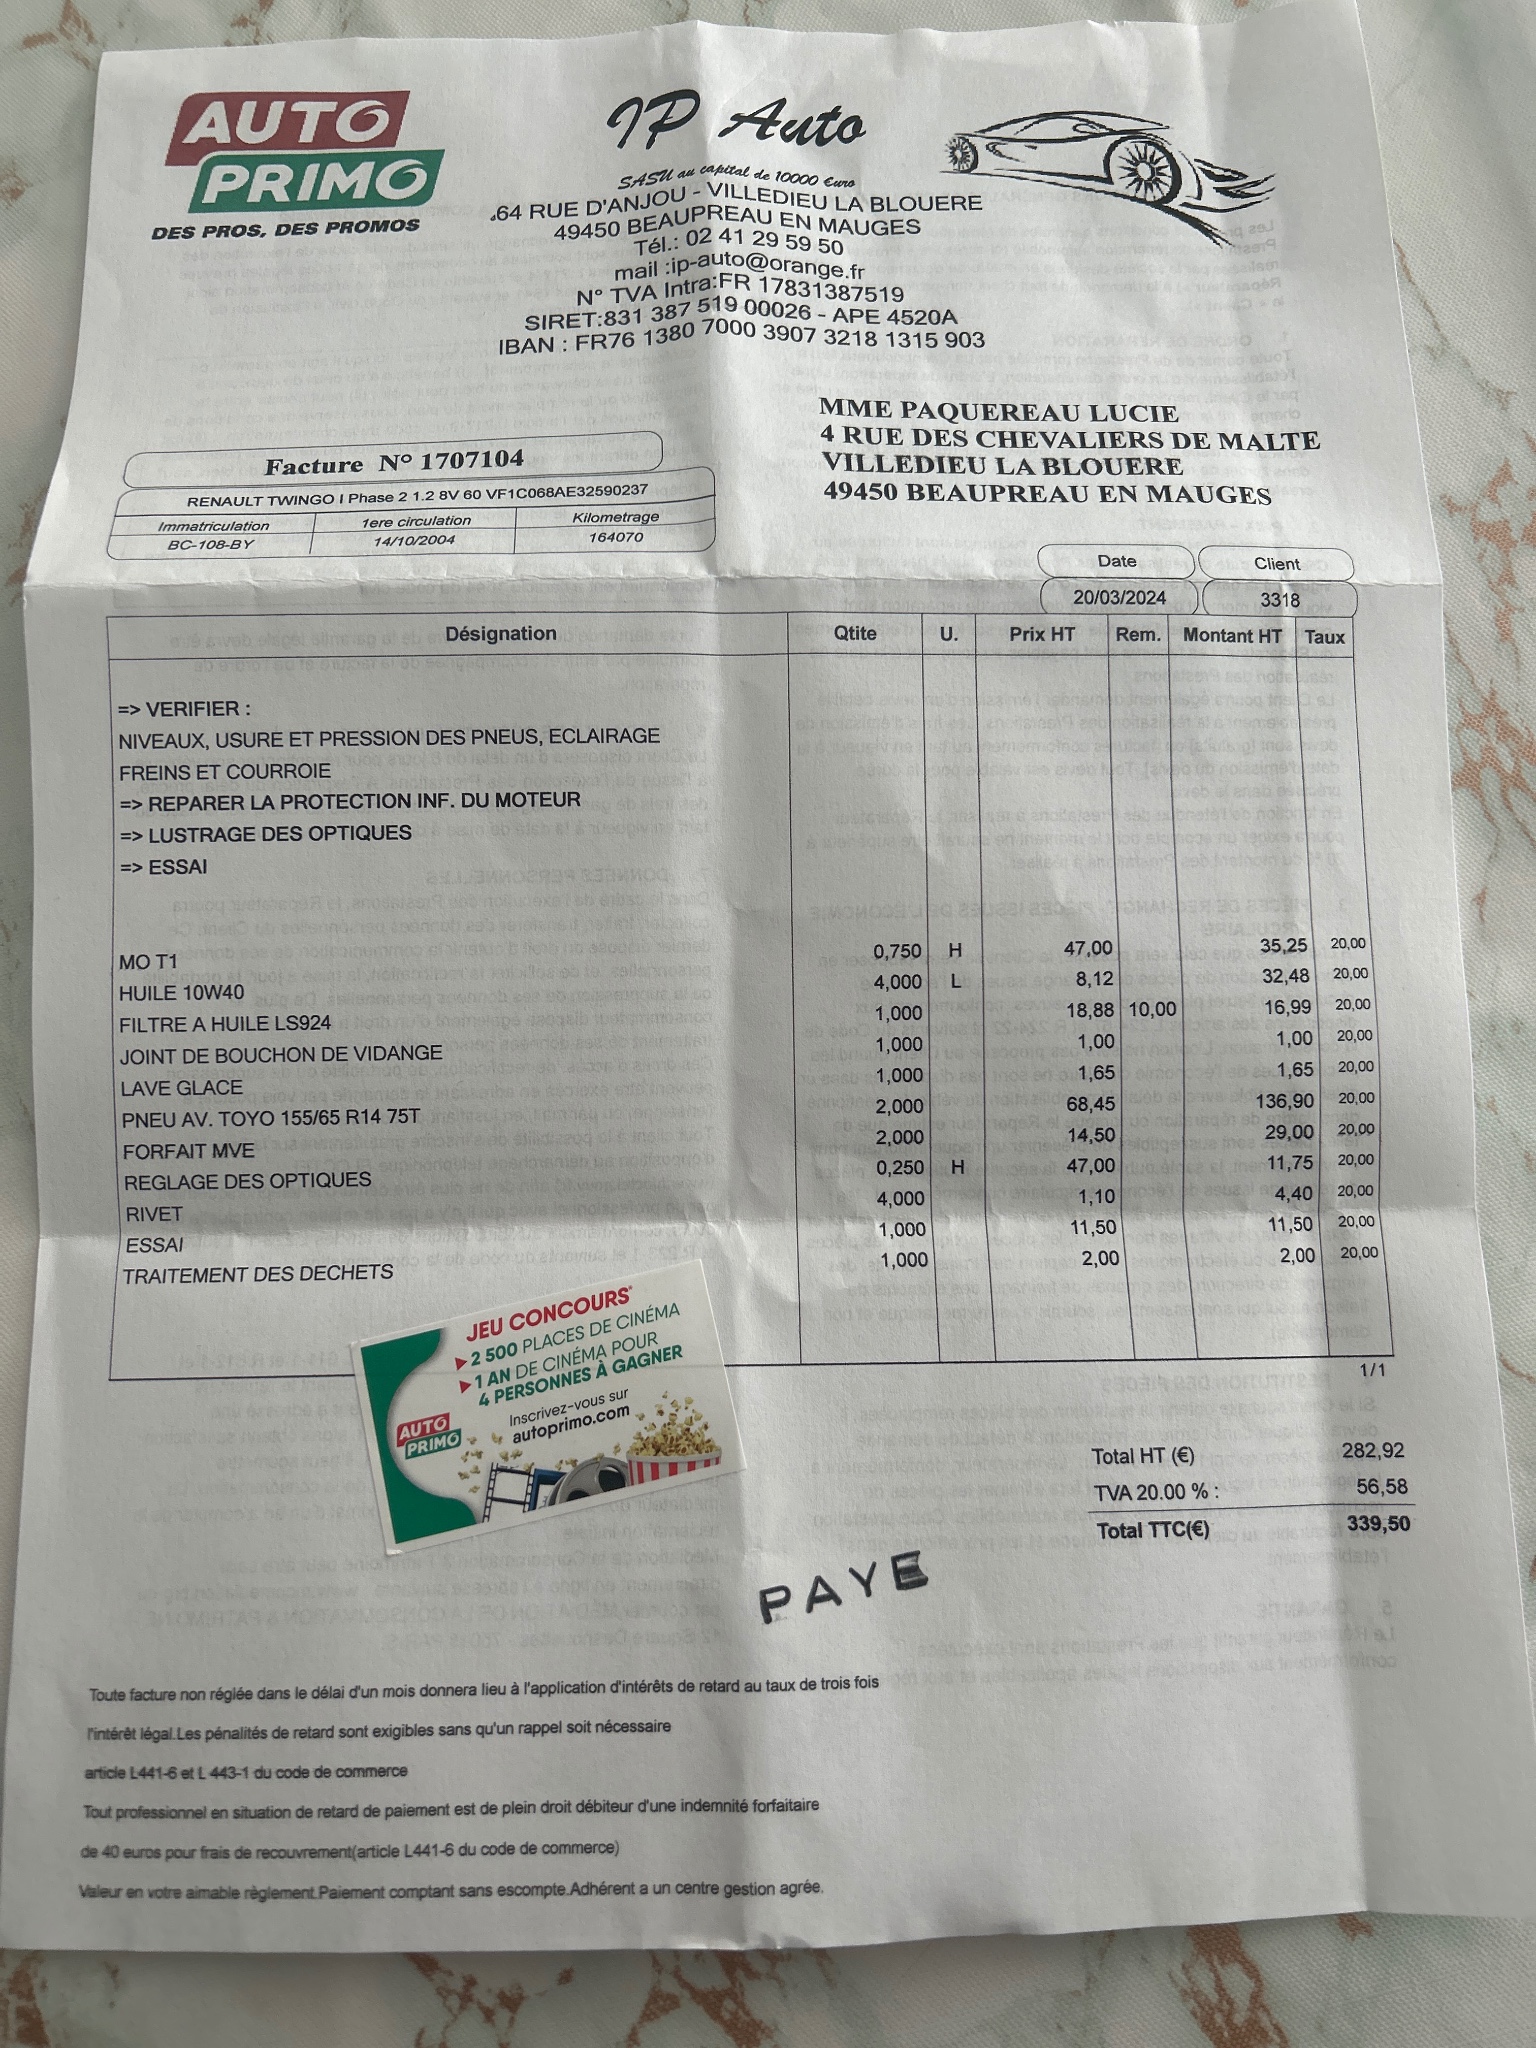 AUTO
PRIMO
DES PROS, DES PROMOS
IP Auto
SASU au capital de 10000 €uro
.64 RUE D'ANJOU - VILLEDIEU LA BLOUERE
49450 BEAUPREAU EN MAUGES
Tél.: 02 41 29 59 50
mail :ip-auto@orange.fr
N° TVA Intra:FR 17831387519
SIRET:831 387 519 00026 - APE 4520A
IBAN : FR76 1380 7000 3907 3218 1315 903
MME PAQUEREAU LUCIE
4 RUE DES CHEVALIERS DE MALTE
VILLEDIEU LA BLOUERE
49450 BEAUPREAU EN MAUGES
Facture N° 1707104
RENAULT TWINGO I Phase 2 1.2 8V 60 VF1C068AE32590237
Immatriculation 1ere circulation Kilometrage
BC-108-BY 14/10/2004 164070
Date Client
20/03/2024 3318
Désignation Qtite U. Prix HT Rem. Montant HT Taux
=> VERIFIER :
NIVEAUX, USURE ET PRESSION DES PNEUS, ECLAIRAGE
FREINS ET COURROIE
=> REPARER LA PROTECTION INF. DU MOTEUR
=> LUSTRAGE DES OPTIQUES
=> ESSAI
MO T1 0,750 H 47,00 35,25 20,00
HUILE 10W40 4,000 L 8,12 32,48 20,00
FILTRE A HUILE LS924 1,000 18,88 10,00 16,99 20,00
JOINT DE BOUCHON DE VIDANGE 1,000 1,00 1,00 20,00
LAVE GLACE 1,000 1,65 1,65 20,00
PNEU AV. TOYO 155/65 R14 75T 2,000 68,45 136,90 20,00
FORFAIT MVE 2,000 14,50 29,00 20,00
REGLAGE DES OPTIQUES 0,250 H 47,00 11,75 20,00
RIVET 4,000 1,10 4,40 20,00
ESSAI 1,000 11,50 11,50 20,00
TRAITEMENT DES DECHETS 1,000 2,00 2,00 20,00
1/1
JEU CONCOURS*
2 500 PLACES DE CINÉMA
1 AN DE CINÉMA POUR
4 PERSONNES À GAGNER
Inscrivez-vous sur
autoprimo.com
AUTO
PRIMO
Total HT (€) 282,92
TVA 20.00 % : 56,58
Total TTC(€) 339,50
PAYE
Toute facture non réglée dans le délai d'un mois donnera lieu à l'application d'intérêts de retard au taux de trois fois
l'intérêt légal.Les pénalités de retard sont exigibles sans qu'un rappel soit nécessaire
article L441-6 et L 443-1 du code de commerce
Tout professionnel en situation de retard de paiement est de plein droit débiteur d'une indemnité forfaitaire
de 40 euros pour frais de recouvrement(article L441-6 du code de commerce)
Valeur en votre aimable règlement.Paiement comptant sans escompte.Adhérent a un centre gestion agrée.